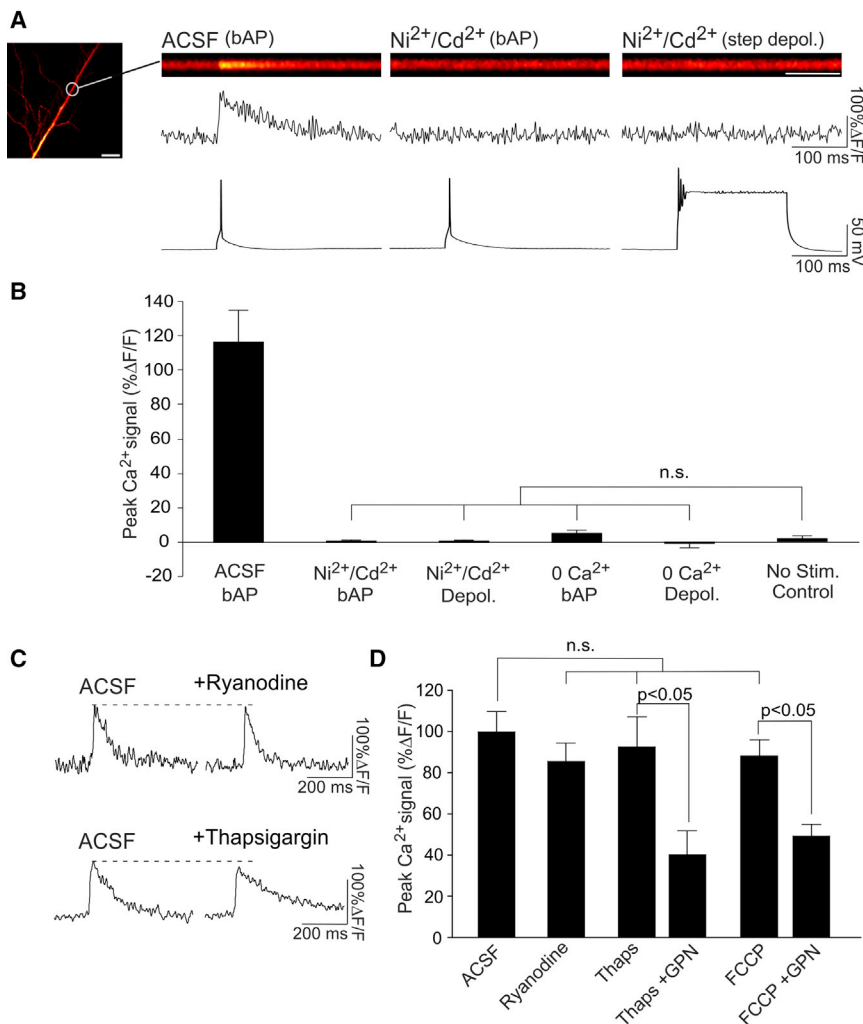 A
ACSF (bAP)
Ni2+/Cd2+ (bAP)
Ni2+/Cd2+ (step depol.)
100%ΔF/F
100 ms
50 mV
100 ms
B
Peak Ca2+ signal (%ΔF/F)
140
120
100
80
60
40
20
0
-20
n.s.
ACSF
bAP
Ni2+/Cd2+
bAP
Ni2+/Cd2+
Depol.
0 Ca2+
bAP
0 Ca2+
Depol.
No Stim.
Control
C
ACSF
+Ryanodine
100%ΔF/F
200 ms
ACSF
+Thapsigargin
100%ΔF/F
200 ms
D
n.s.
Peak Ca2+ signal (%ΔF/F)
120
100
80
60
40
20
0
p<0.05
p<0.05
ACSF
Ryanodine
Thaps
Thaps +GPN
FCCP
FCCP +GPN